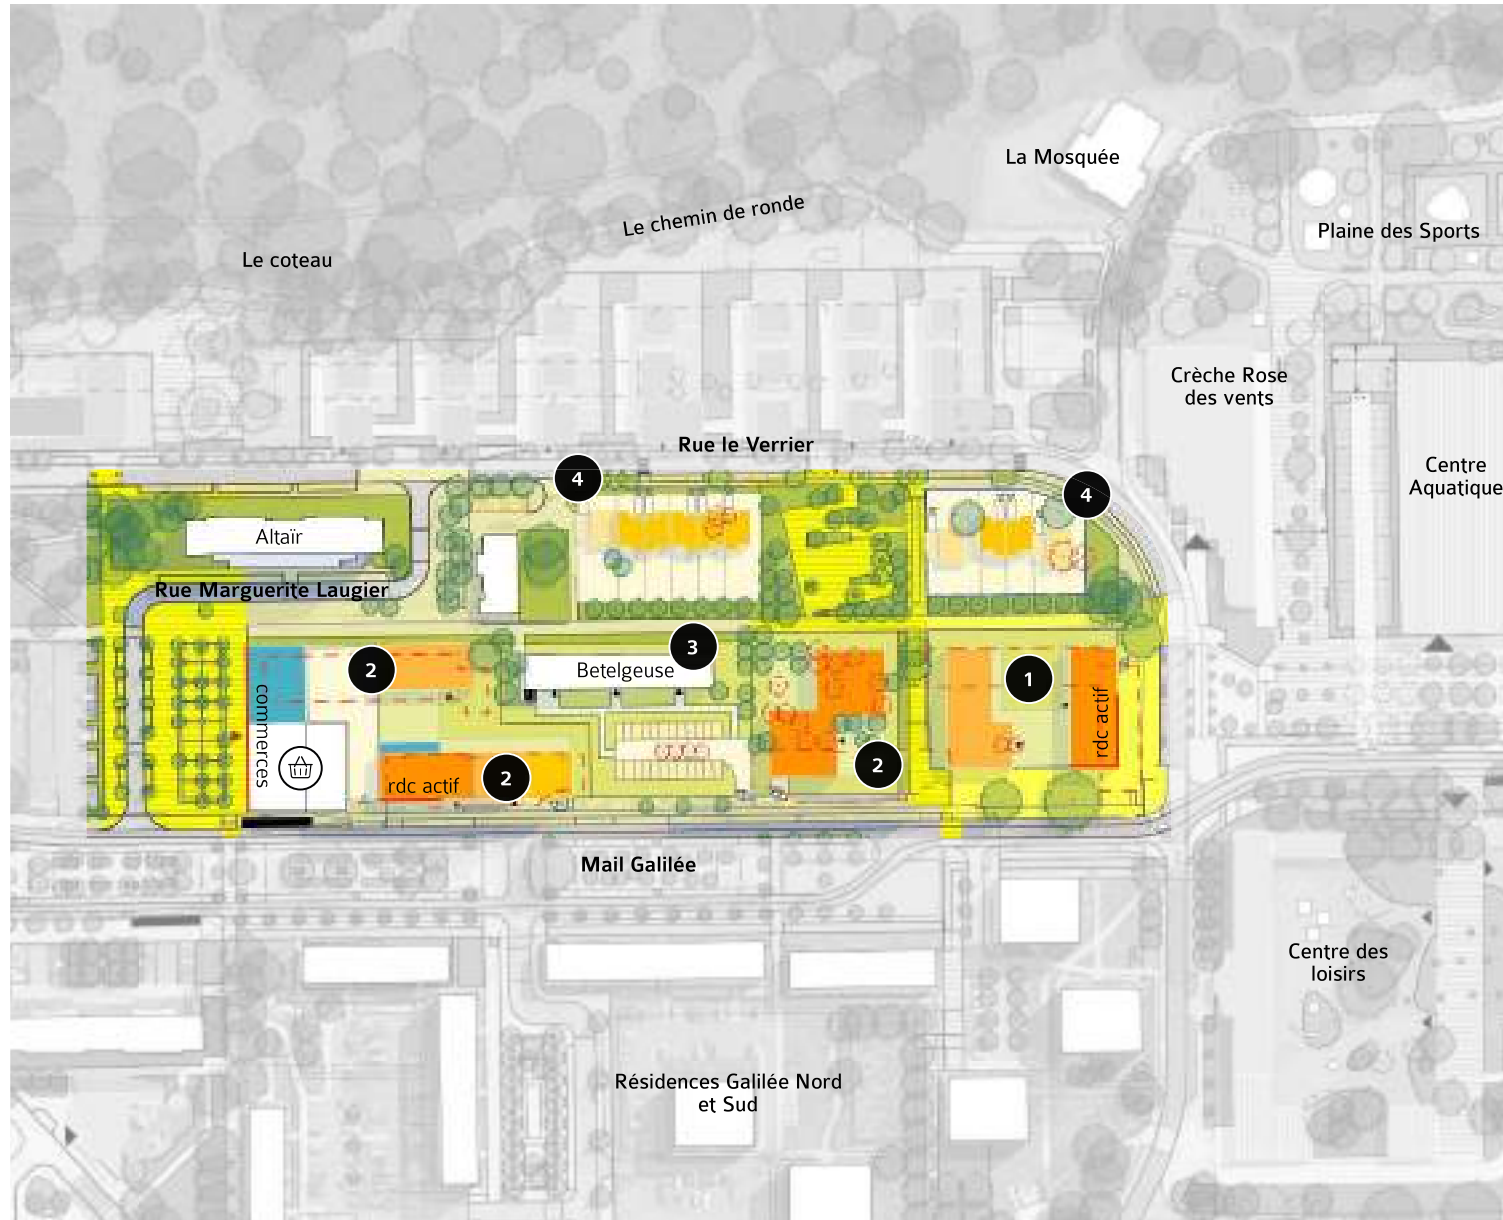 La Mosquée
Le chemin de ronde
Plaine des Sports
Le coteau
Crèche Rose
des vents
Rue le Verrier
Centre
Aquatique
4
4
Altaïr
Rue Marguerite Laugier
3
2
Betelgeuse
1
commerces
rdc actif
rdc actif
2
2
Mail Galilée
Centre des
loisirs
Résidences Galilée Nord
et Sud